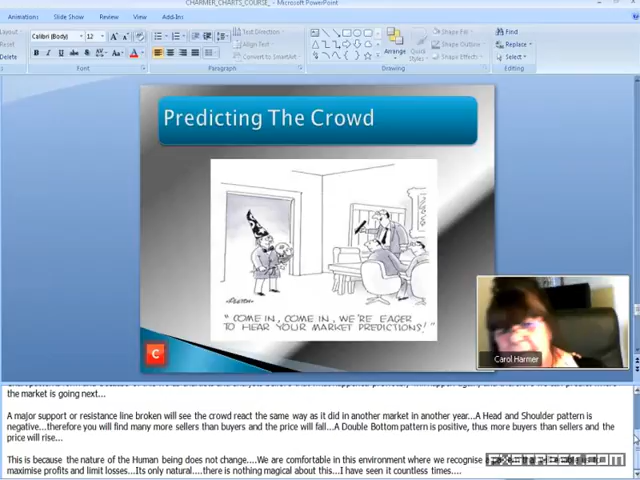 CHARMER_CHARTS_COURSE_ - Microsoft PowerPoint
Animations Slide Show Review View Add-Ins
Layout
Reset
Delete
Calibri (Body) 12
Font
Paragraph
Text Direction
Align Text
Convert to SmartArt
Arrange
Quick
Styles
Shape Fill
Shape Outline
Shape Effects
Drawing
Find
Replace
Select
Editing
Predicting The Crowd
"COME IN, COME IN, WE'RE EAGER
TO HEAR YOUR MARKET PREDICTIONS!"
C
Carol Harmer
the market is going next...
A major support or resistance line broken will see the crowd react the same way as it did in another market in another year...A Head and Shoulder pattern is
negative...therefore you will find many more sellers than buyers and the price will fall...A Double Bottom pattern is positive, thus more buyers than sellers and the
price will rise...
This is because the nature of the Human being does not change....We are comfortable in this environment where we recognise a
maximise profits and limit losses...Its only natural...there is nothing magical about this...I have seen it countless times....